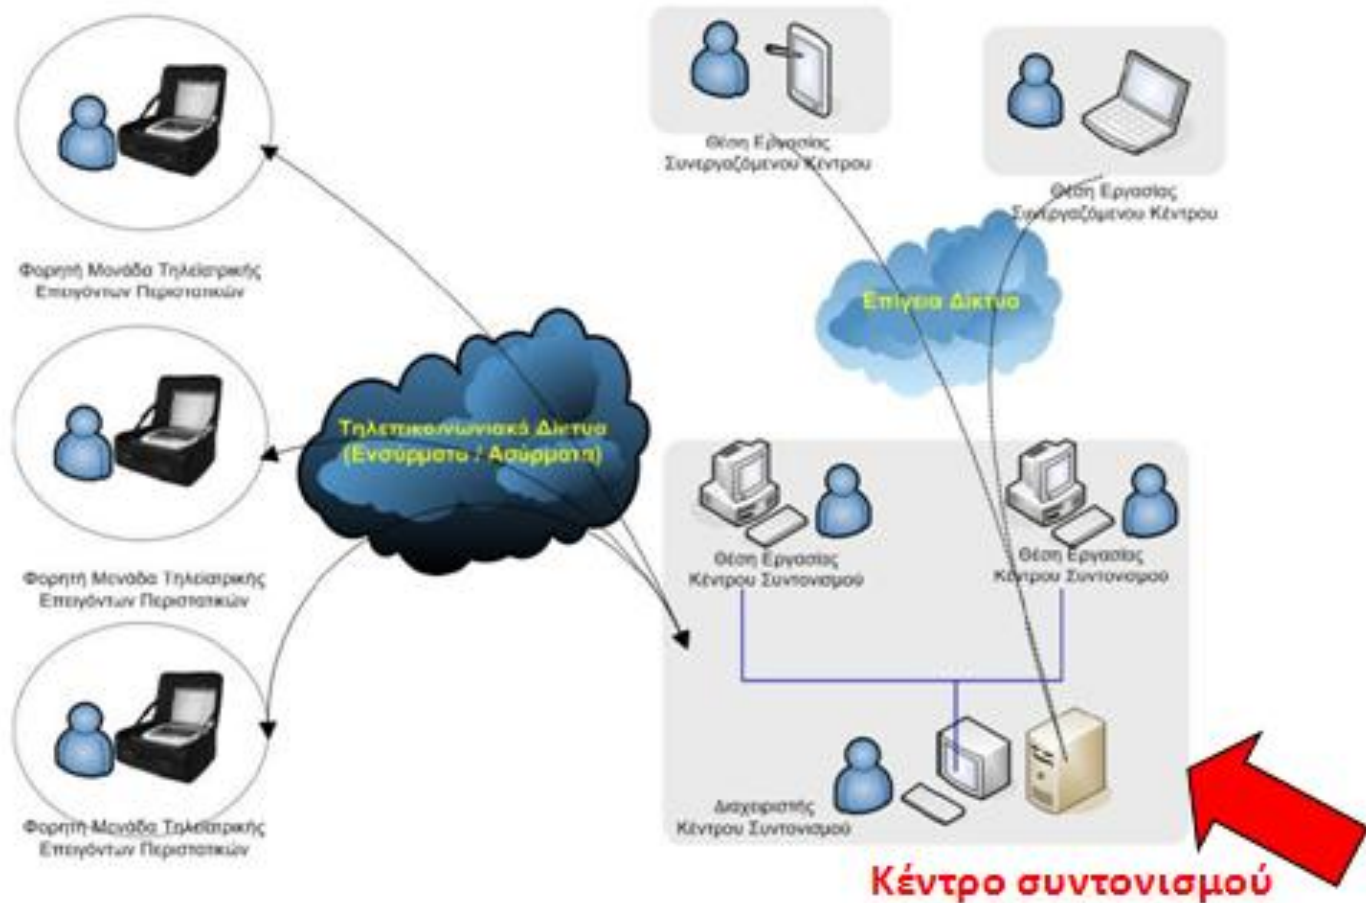 Θέση Εργασίας
Συνεργαζόμενου Κέντρου
Θέση Εργασίας
Συνεργαζόμενου Κέντρου
Φορητή Μονάδα Τηλεϊατρικής
Επειγόντων Περιστατικών
Επίγεια Δίκτυα
Τηλεπικοινωνιακά Δίκτυα
(Ενσύρματα / Ασύρματα)
Φορητή Μονάδα Τηλεϊατρικής
Επειγόντων Περιστατικών
Θέση Εργασίας
Κέντρου Συντονισμού
Θέση Εργασίας
Κέντρου Συντονισμού
Φορητή Μονάδα Τηλεϊατρικής
Επειγόντων Περιστατικών
Διαχειριστής
Κέντρου Συντονισμού
Κέντρο συντονισμού